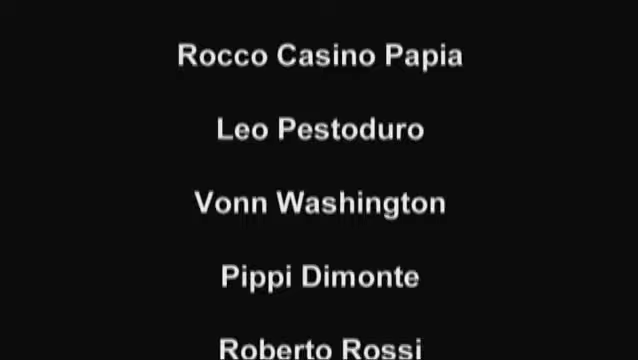 Rocco Casino Papia
Leo Pestoduro
Vonn Washington
Pippi Dimonte
Roberto Rossi